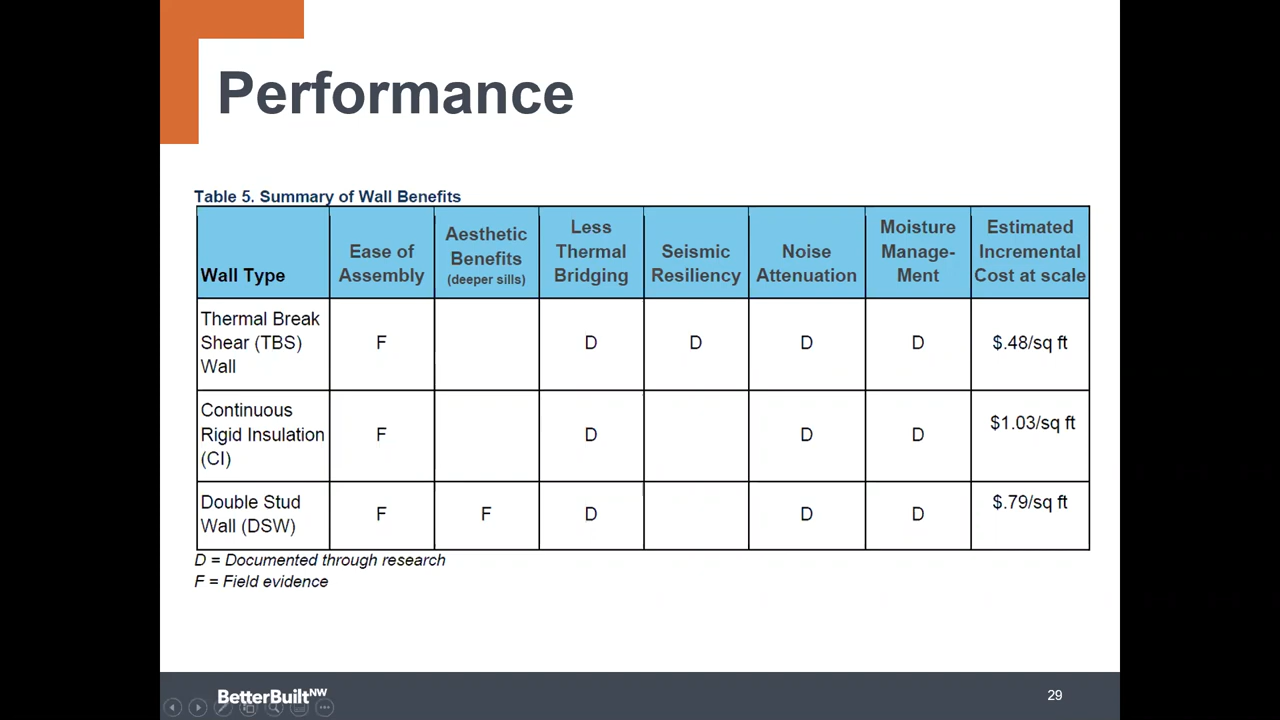 Performance
Table 5. Summary of Wall Benefits
Wall Type
Ease of
Assembly
Aesthetic
Benefits
(deeper sills)
Less
Thermal
Bridging
Seismic
Resiliency
Noise
Attenuation
Moisture
Manage-
Ment
Estimated
Incremental
Cost at scale
Thermal Break
Shear (TBS)
Wall
F
D
D
D
D
$.48/sq ft
Continuous
Rigid Insulation
(CI)
F
D
D
D
$1.03/sq ft
Double Stud
Wall (DSW)
F
F
D
D
D
$.79/sq ft
D = Documented through research
F = Field evidence
BetterBuiltNW
29